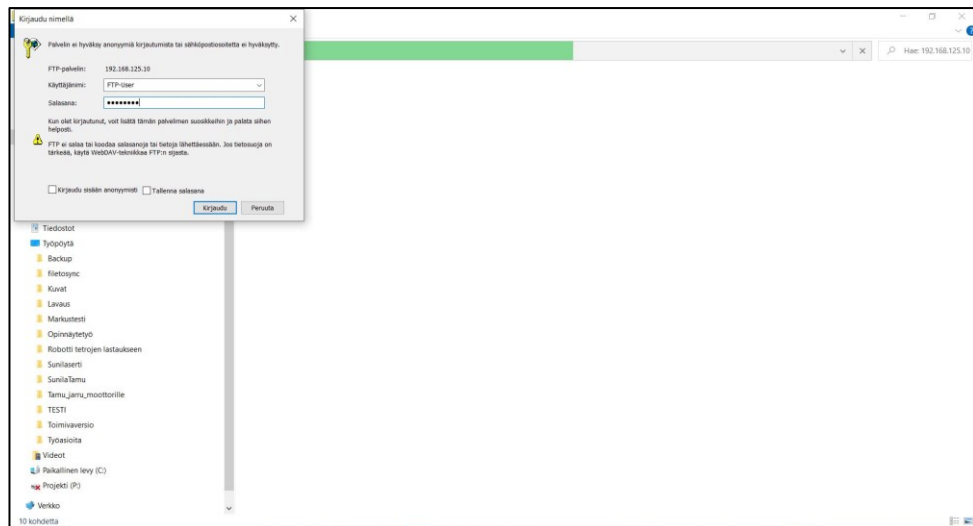 Kirjaudu nimellä
Palvelin ei hyväksy anonyymiä kirjautumista tai sähköpostiosoitetta ei hyväksytty.
FTP-palvelin: 192.168.125.10
Käyttäjänimi: FTP-User
Salasana: ••••••••
Kun olet kirjautunut, voit lisätä tämän palvelimen suosikkeihin ja palata siihen
helposti.
FTP ei salaa tai koodaa salasanoja tai tietoja lähettäessään. Jos tietosuoja on
tärkeää, käytä WebDAV-tekniikkaa FTP:n sijasta.
Kirjaudu sisään anonyymisti Tallenna salasana
Kirjaudu Peruuta
Hae: 192.168.125.10
Tiedostot
Työpöytä
Backup
filetosync
Kuvat
Lavaus
Markustesti
Opinnäytetyö
Robotti tetrojen lastaukseen
Sunilaserti
SunilaTamu
Tamu_jarru_moottorille
TESTI
Toimivaversio
Työasioita
Videot
Paikallinen levy (C:)
Projekti (P:)
Verkko
10 kohdetta